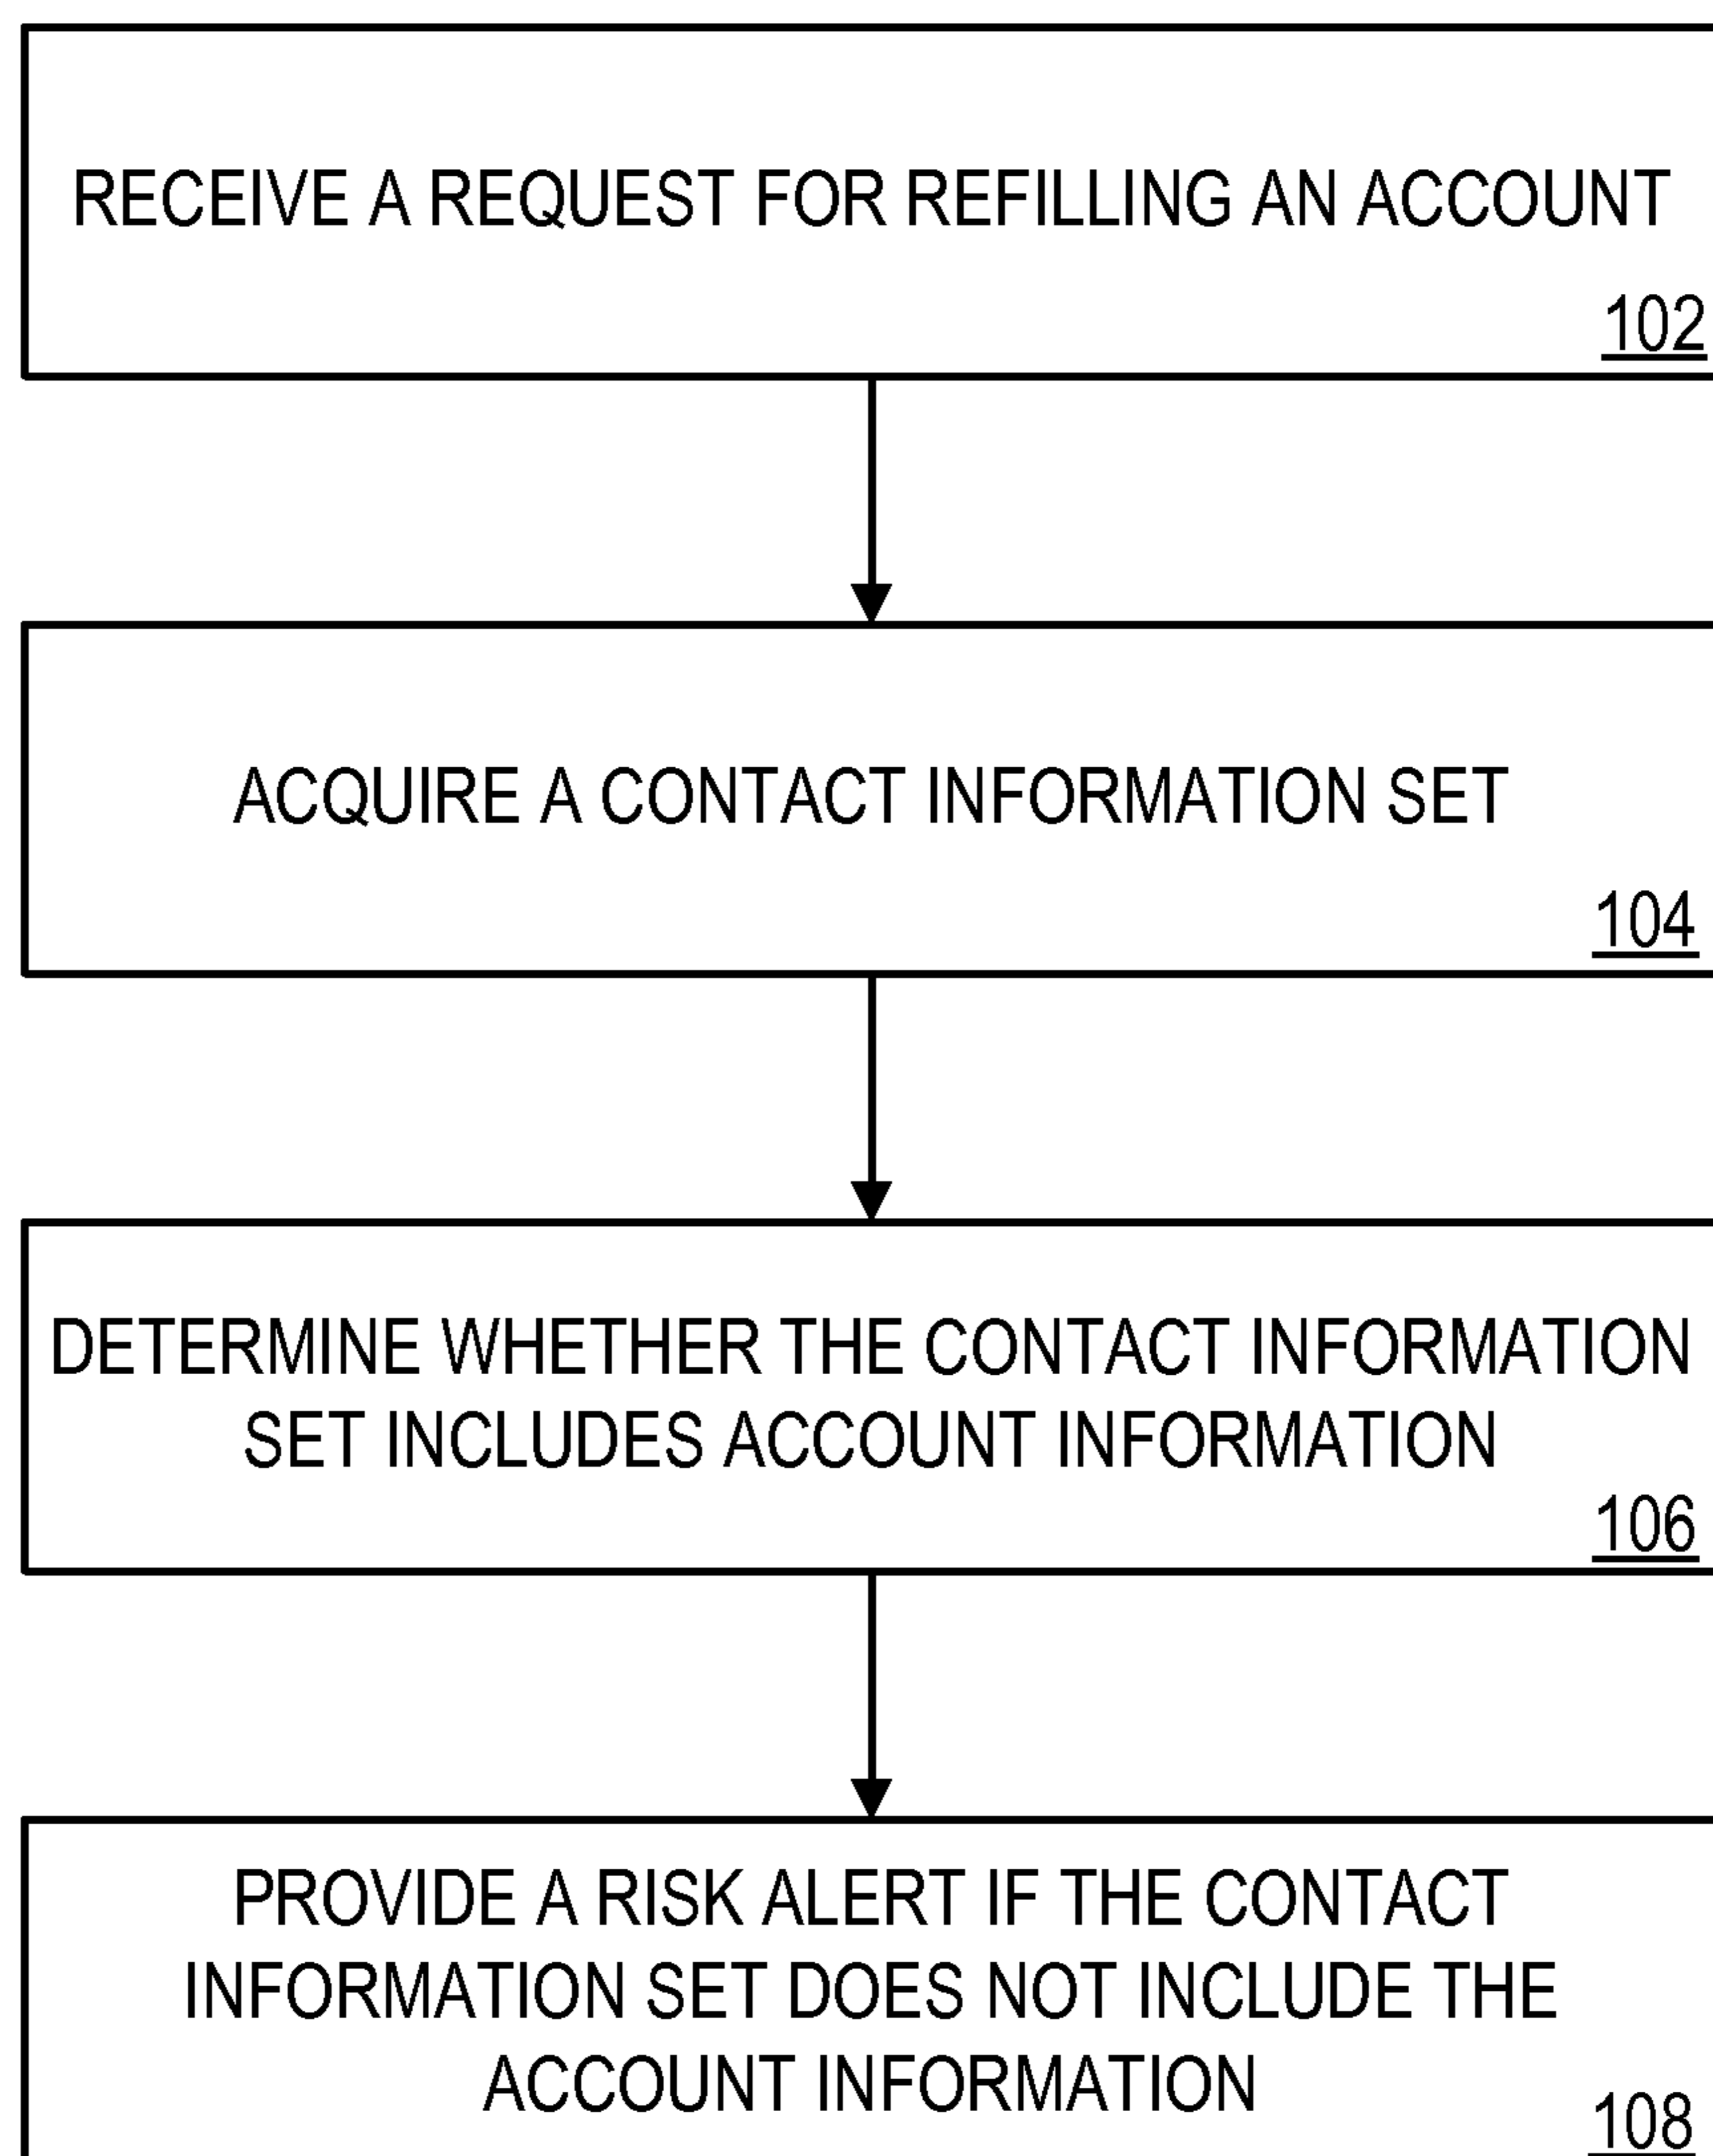 RECEIVE A REQUEST FOR REFILLING AN ACCOUNT
102
ACQUIRE A CONTACT INFORMATION SET
104
DETERMINE WHETHER THE CONTACT INFORMATION
SET INCLUDES ACCOUNT INFORMATION
106
PROVIDE A RISK ALERT IF THE CONTACT
INFORMATION SET DOES NOT INCLUDE THE
ACCOUNT INFORMATION
108